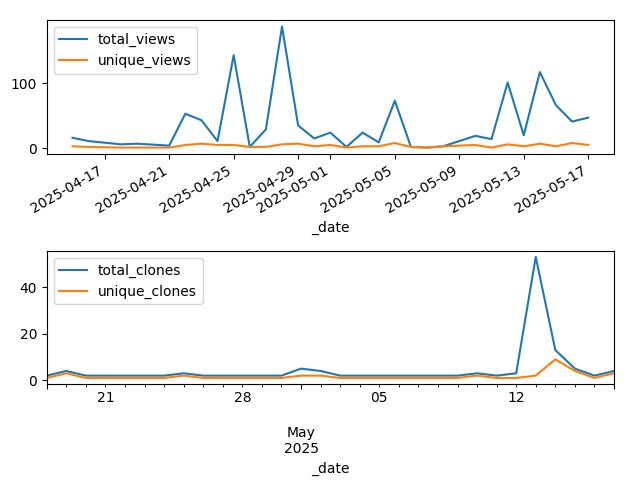 total_views
unique_views
100
0
2025-04-17
2025-04-21
2025-04-25
2025-04-29
2025-05-01
2025-05-05
2025-05-09
2025-05-13
2025-05-17
_date
total_clones
unique_clones
40
20
0
21
28
05
12
May
2025
_date